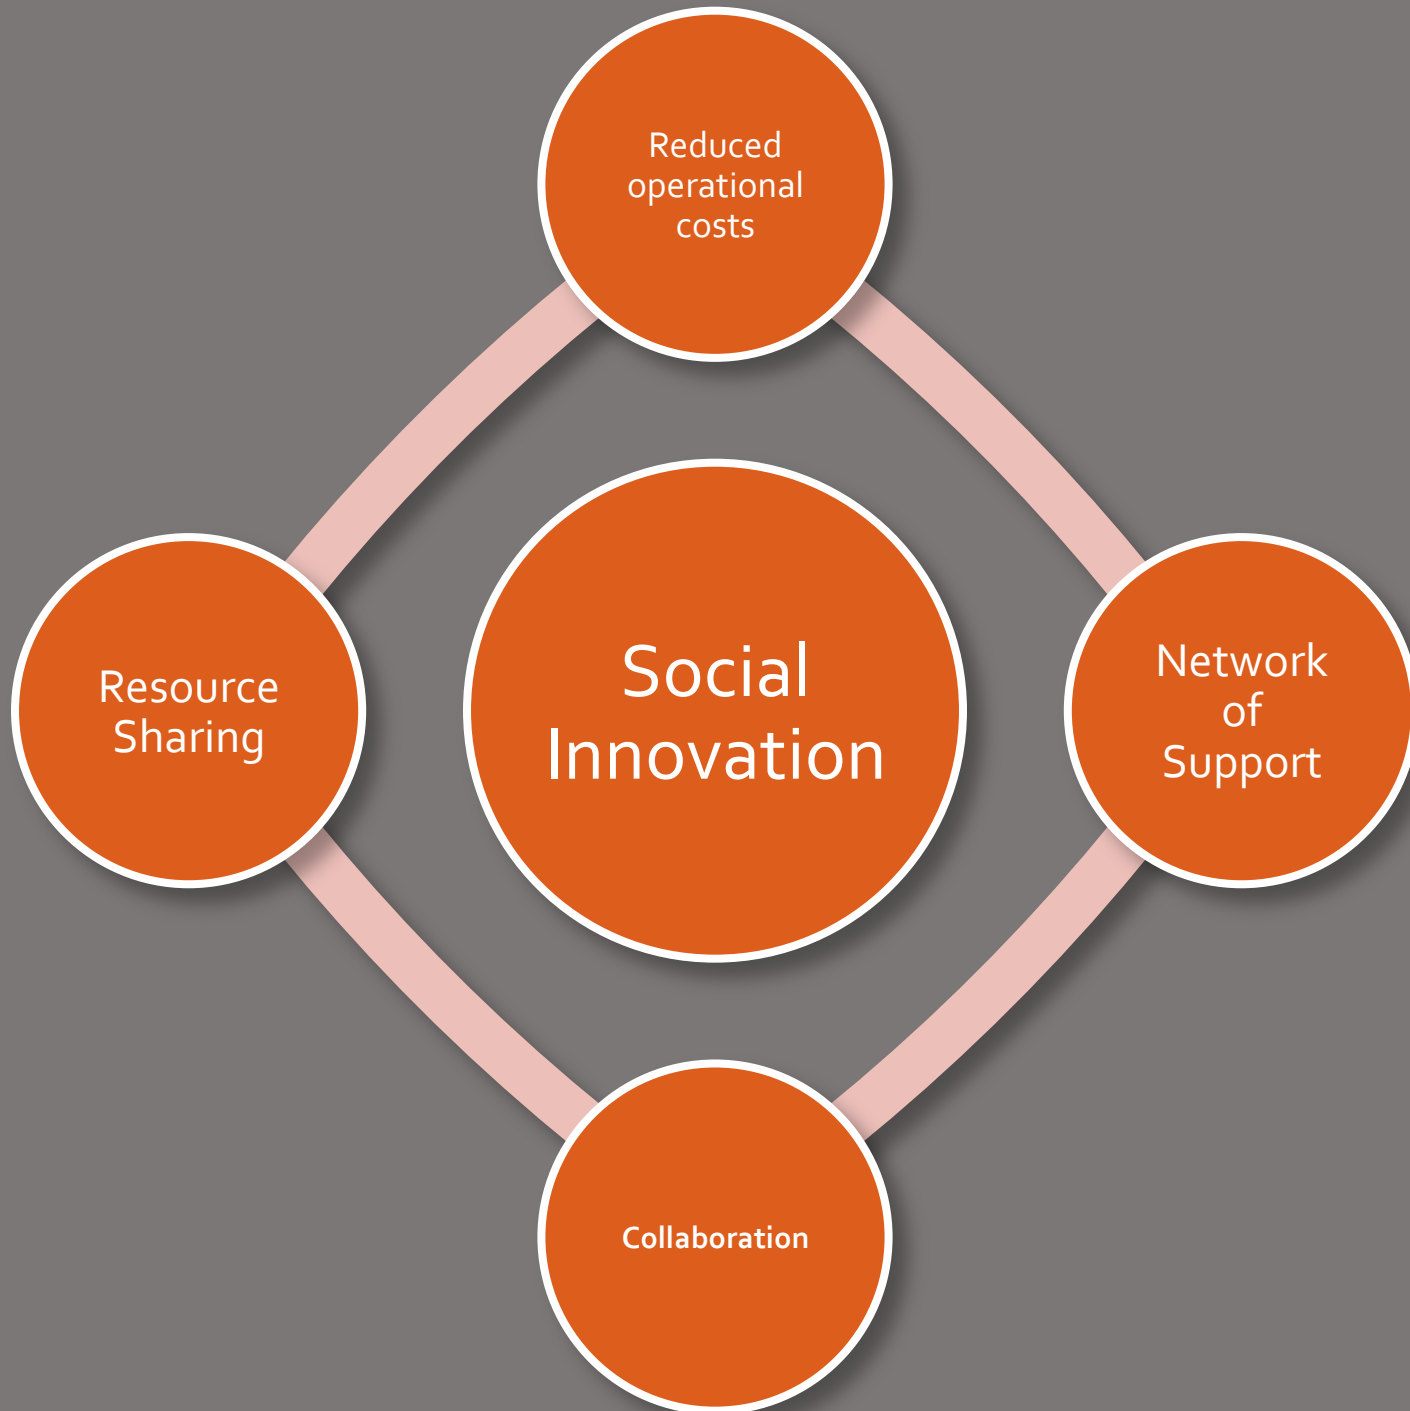 Reduced
operational
costs
Resource
Sharing
Social
Innovation
Network
of
Support
Collaboration